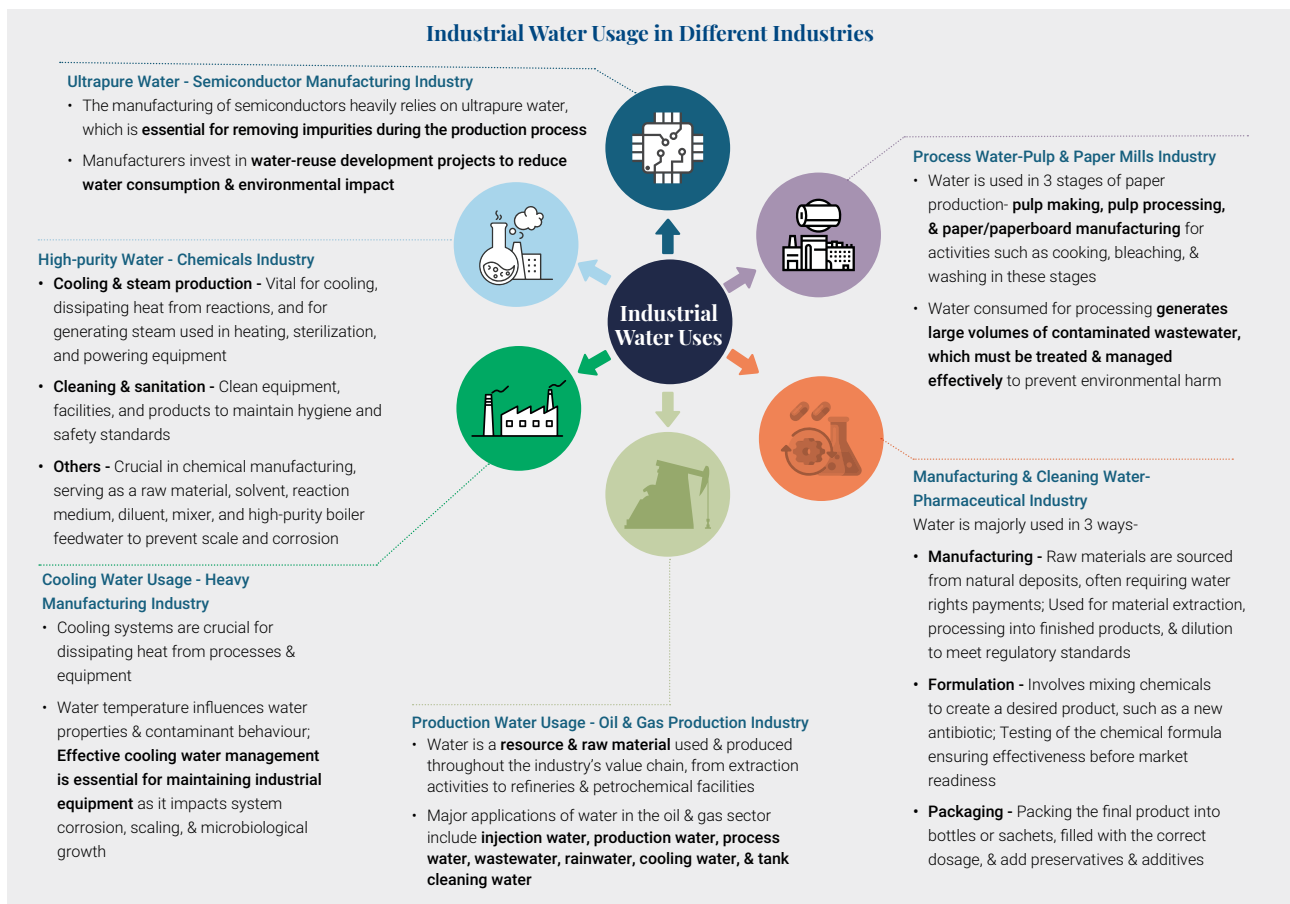 Industrial Water Usage in Different Industries
Ultrapure Water - Semiconductor Manufacturing Industry
• The manufacturing of semiconductors heavily relies on ultrapure water,
which is essential for removing impurities during the production process
• Manufacturers invest in water-reuse development projects to reduce
water consumption & environmental impact
High-purity Water - Chemicals Industry
• Cooling & steam production - Vital for cooling,
dissipating heat from reactions, and for
generating steam used in heating, sterilization,
and powering equipment
• Cleaning & sanitation - Clean equipment,
facilities, and products to maintain hygiene and
safety standards
• Others - Crucial in chemical manufacturing,
serving as a raw material, solvent, reaction
medium, diluent, mixer, and high-purity boiler
feedwater to prevent scale and corrosion
Cooling Water Usage - Heavy
Manufacturing Industry
• Cooling systems are crucial for
dissipating heat from processes &
equipment
• Water temperature influences water
properties & contaminant behaviour;
Effective cooling water management
is essential for maintaining industrial
equipment as it impacts system
corrosion, scaling, & microbiological
growth
Industrial
Water Uses
Production Water Usage - Oil & Gas Production Industry
• Water is a resource & raw material used & produced
throughout the industry's value chain, from extraction
activities to refineries & petrochemical facilities
• Major applications of water in the oil & gas sector
include injection water, production water, process
water, wastewater, rainwater, cooling water, & tank
cleaning water
Process Water-Pulp & Paper Mills Industry
• Water is used in 3 stages of paper
production- pulp making, pulp processing,
& paper/paperboard manufacturing for
activities such as cooking, bleaching, &
washing in these stages
• Water consumed for processing generates
large volumes of contaminated wastewater,
which must be treated & managed
effectively to prevent environmental harm
Manufacturing & Cleaning Water-
Pharmaceutical Industry
Water is majorly used in 3 ways-
• Manufacturing - Raw materials are sourced
from natural deposits, often requiring water
rights payments; Used for material extraction,
processing into finished products, & dilution
to meet regulatory standards
• Formulation - Involves mixing chemicals
to create a desired product, such as a new
antibiotic; Testing of the chemical formula
ensuring effectiveness before market
readiness
• Packaging - Packing the final product into
bottles or sachets, filled with the correct
dosage, & add preservatives & additives